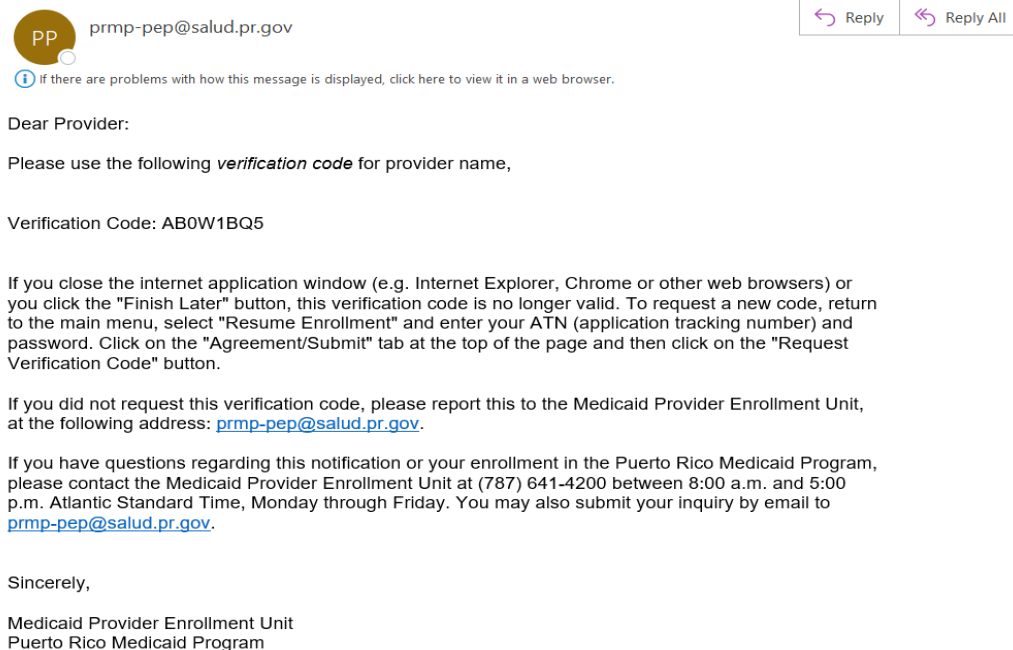 PP
prmp-pep@salud.pr.gov
Reply
Reply All
If there are problems with how this message is displayed, click here to view it in a web browser.
Dear Provider:
Please use the following verification code for provider name,
Verification Code: AB0W1BQ5
If you close the internet application window (e.g. Internet Explorer, Chrome or other web browsers) or
you click the "Finish Later" button, this verification code is no longer valid. To request a new code, return
to the main menu, select "Resume Enrollment" and enter your ATN (application tracking number) and
password. Click on the "Agreement/Submit" tab at the top of the page and then click on the "Request
Verification Code" button.
If you did not request this verification code, please report this to the Medicaid Provider Enrollment Unit,
at the following address: prmp-pep@salud.pr.gov.
If you have questions regarding this notification or your enrollment in the Puerto Rico Medicaid Program,
please contact the Medicaid Provider Enrollment Unit at (787) 641-4200 between 8:00 a.m. and 5:00
p.m. Atlantic Standard Time, Monday through Friday. You may also submit your inquiry by email to
prmp-pep@salud.pr.gov.
Sincerely,
Medicaid Provider Enrollment Unit
Puerto Rico Medicaid Program